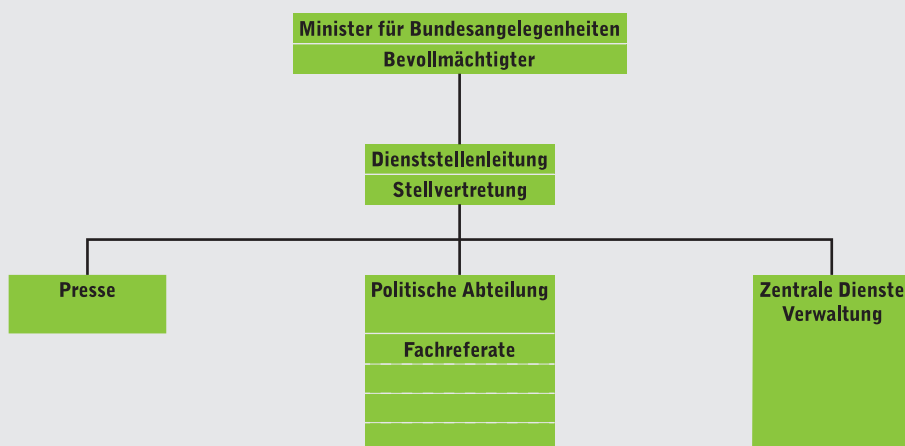 Minister für Bundesangelegenheiten
Bevollmächtigter
Dienststellenleitung
Stellvertretung
Presse
Politische Abteilung
Fachreferate
Zentrale Dienste
Verwaltung